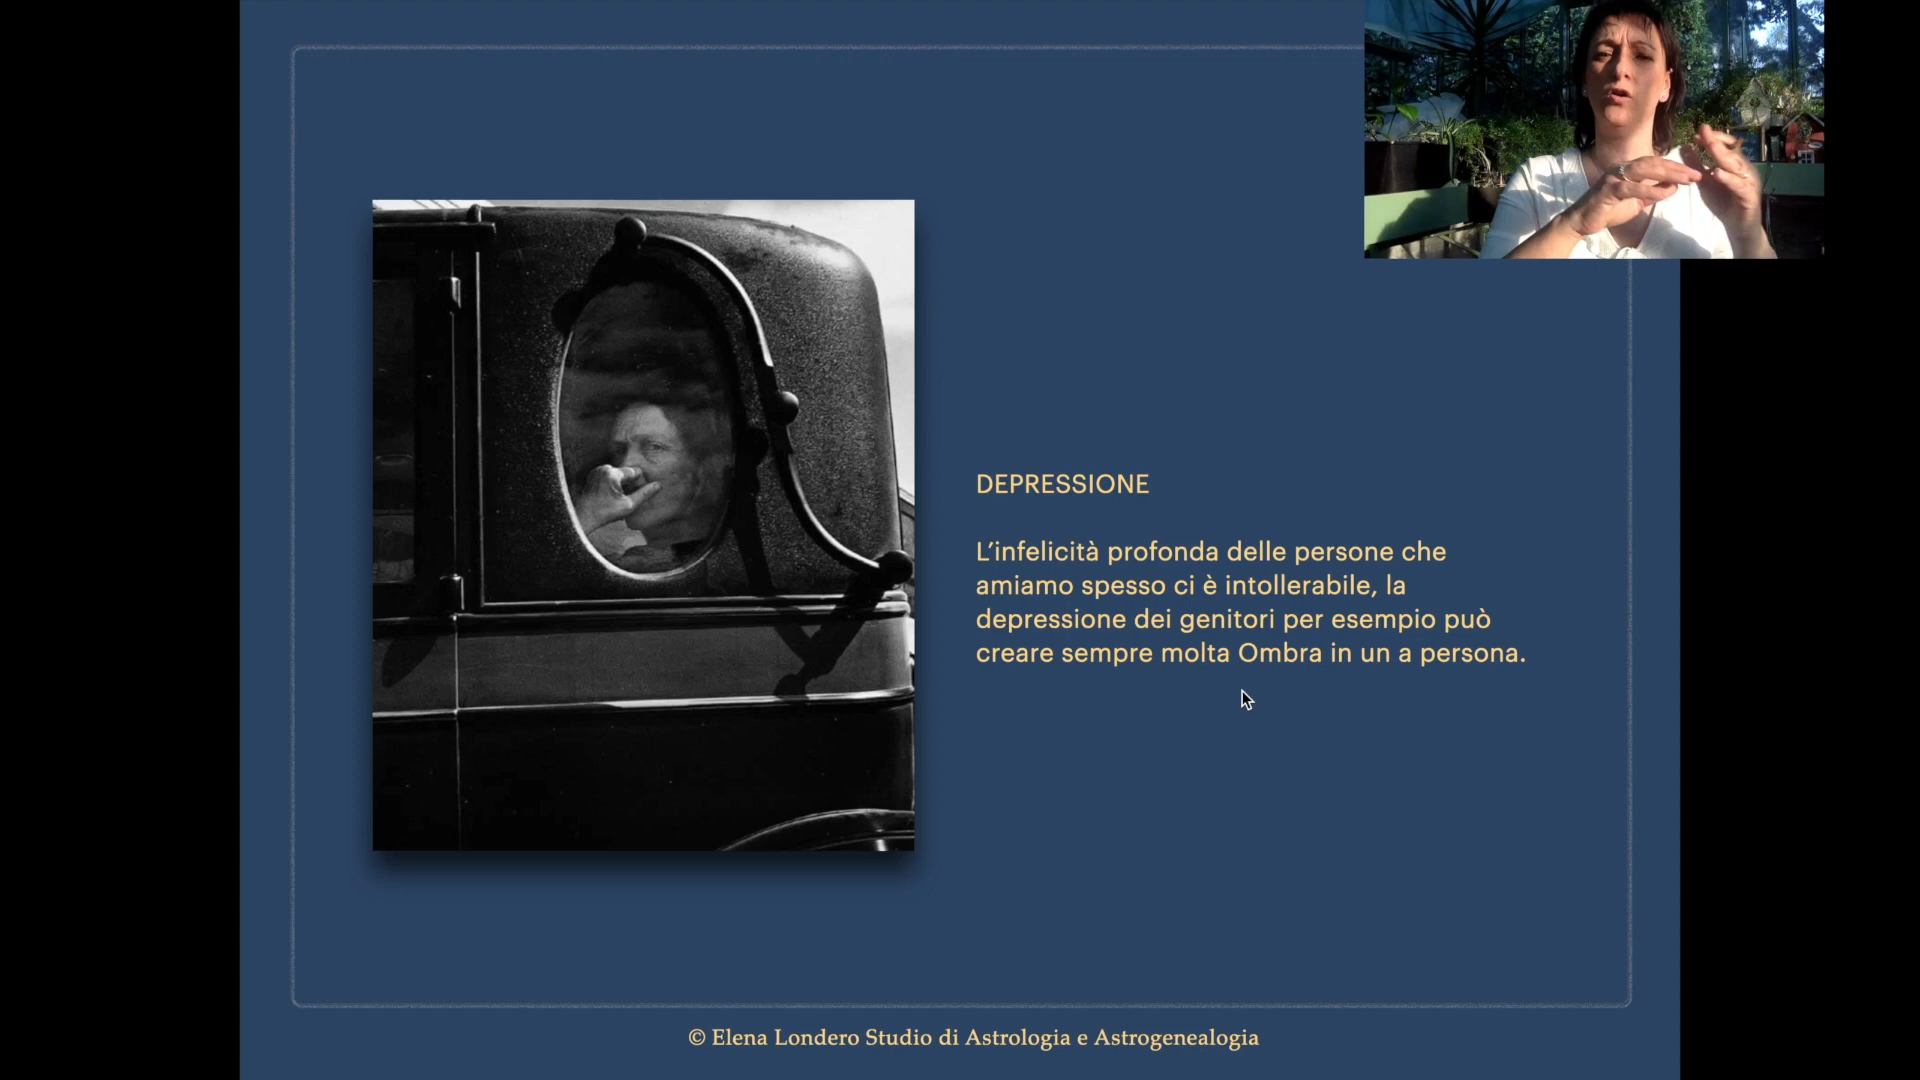 DEPRESSIONE
L’infelicità profonda delle persone che
amiamo spesso ci è intollerabile, la
depressione dei genitori per esempio può
creare sempre molta Ombra in un a persona.
© Elena Londero Studio di Astrologia e Astrogenealogia